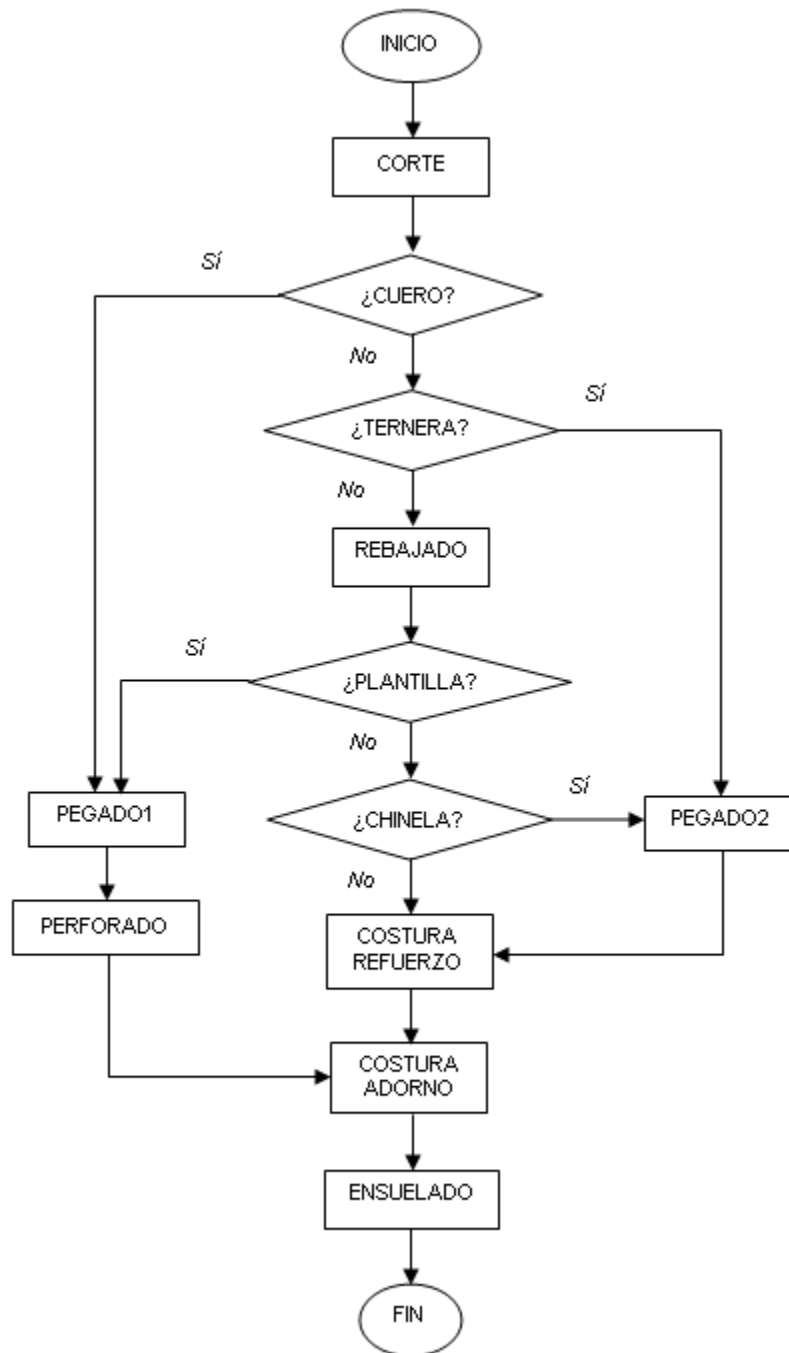 INICIO
CORTE
Sí
¿CUERO?
No
Sí
¿TERNERA?
No
REBAJADO
Sí
¿PLANTILLA?
No
Sí
PEGADO1
¿CHINELA?
PEGADO2
No
PERFORADO
COSTURA
REFUERZO
COSTURA
ADORNO
ENSUELADO
FIN